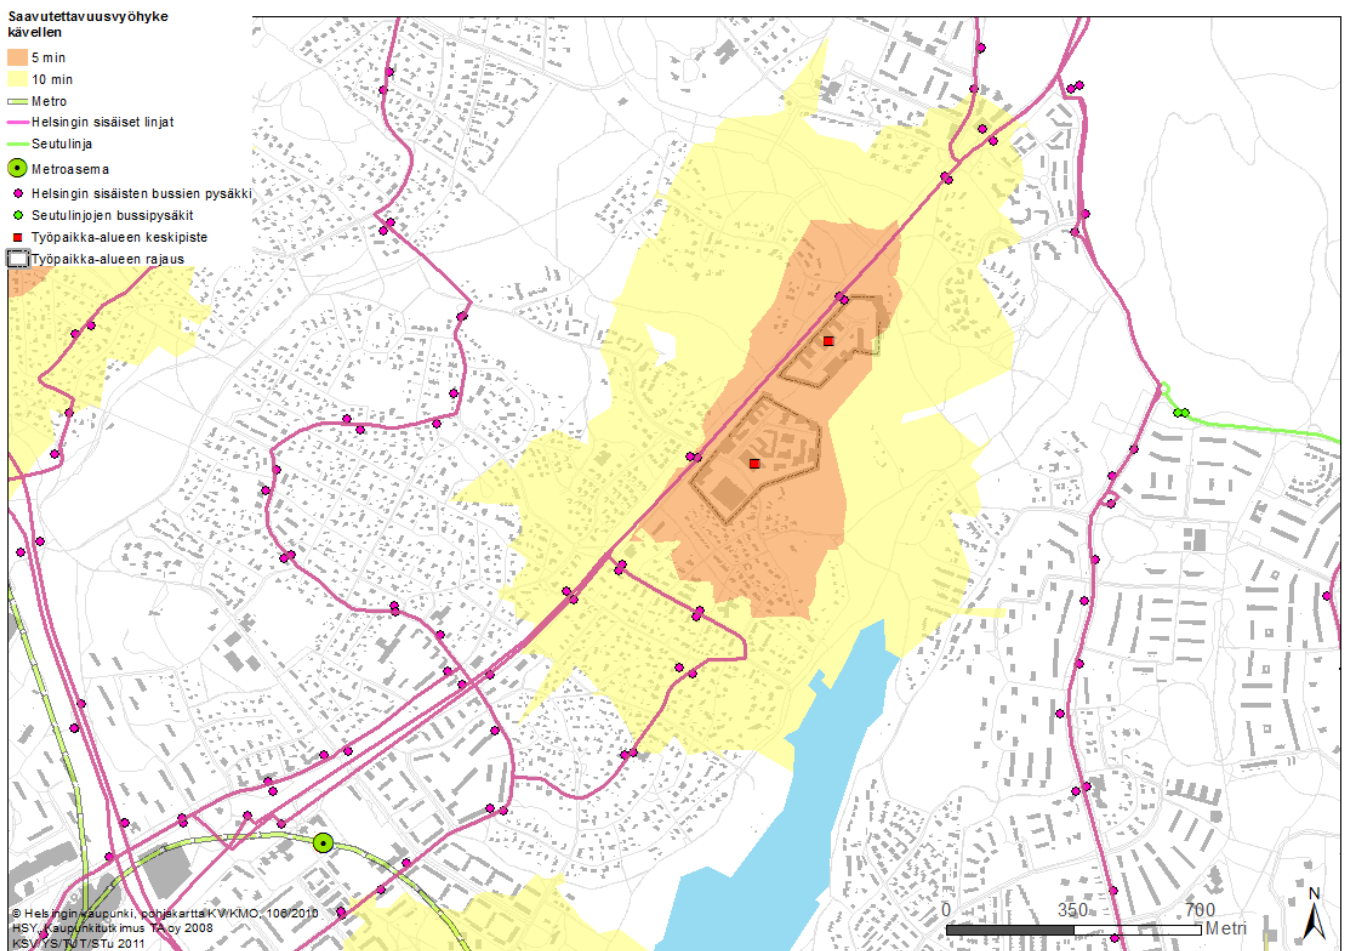 Saavutettavuusvyöhyke
kävellen
5 min
10 min
Metro
Helsingin sisäiset linjat
Seutulinja
Metroasema
Helsingin sisäisten bussien pysäkki
Seutulinjojen bussipysäkit
Työpaikka-alueen keskipiste
Työpaikka-alueen rajaus
N
0 350 700
Metri
© Helsingin kaupunki, pohjakartta KV/KMO, 106/2010
HSY, Kaupunkitutkimus TA oy 2008
KSV/YS/TJT/STu 2011